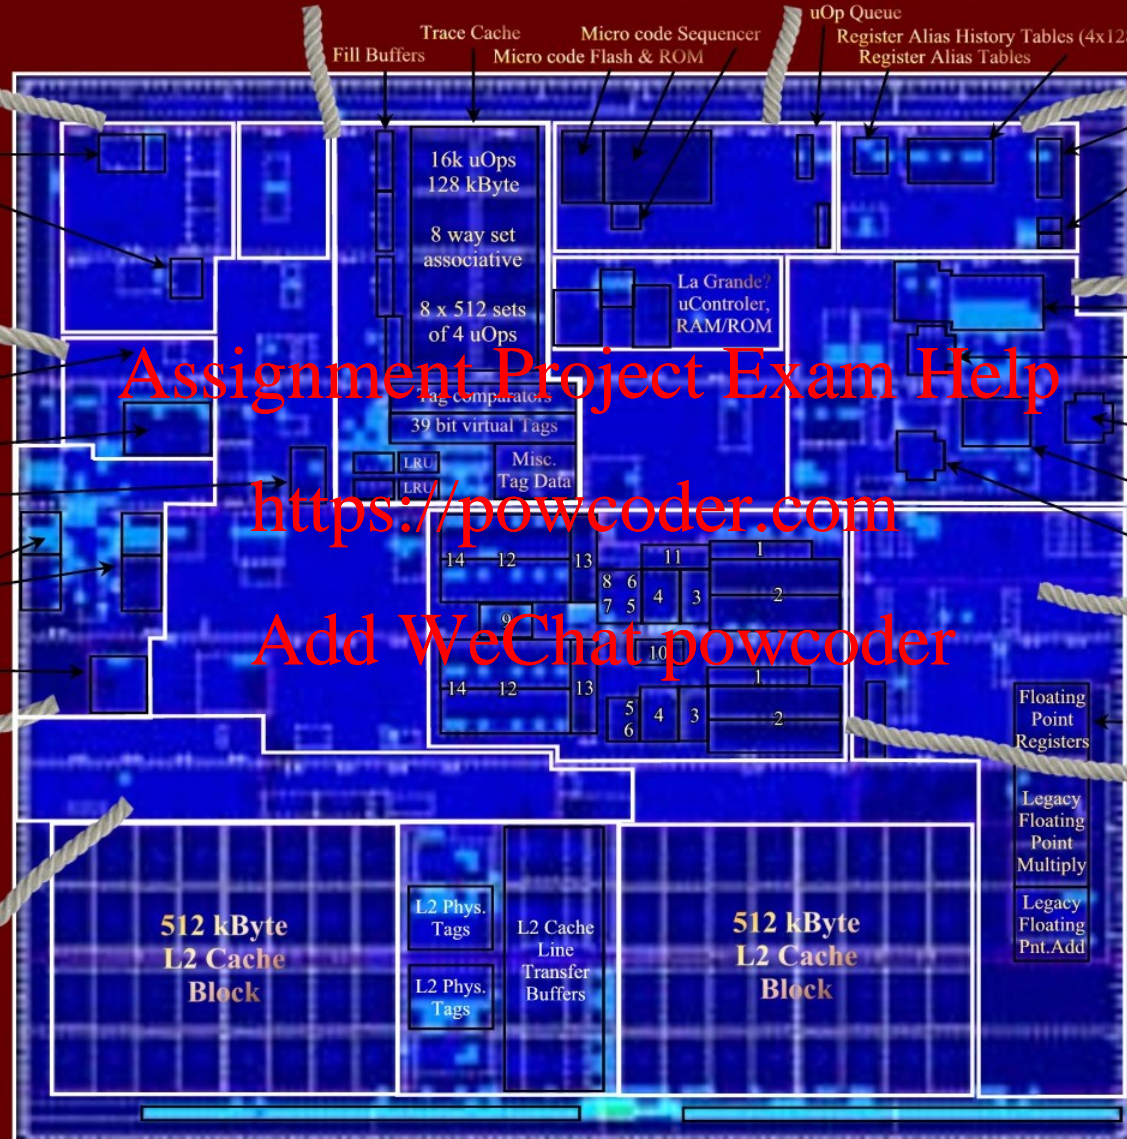 uOp Queue
Trace Cache
Micro code Sequencer
Register Alias History Tables (4x128
Fill Buffers
Micro code Flash & ROM
Register Alias Tables
16k uOps
128 kByte
8 way set
associative
8 x 512 sets
of 4 uOps
La Grande?
uControler,
RAM/ROM
Assignment Project Exam Help
Tag comparators
39 bit virtual Tags
LRU
LRU
Misc.
Tag Data
https://powcoder.com
14 12 13
11 1
8 6 4 3 2
7 5
9
Add WeChat powcoder
10
14 12 13
1
5 4 3 2
6
Floating
Point
Registers
Legacy
Floating
Point
Multiply
Legacy
Floating
Pnt.Add
512 kByte
L2 Cache
Block
L2 Phys.
Tags
L2 Phys.
Tags
L2 Cache
Line
Transfer
Buffers
512 kByte
L2 Cache
Block